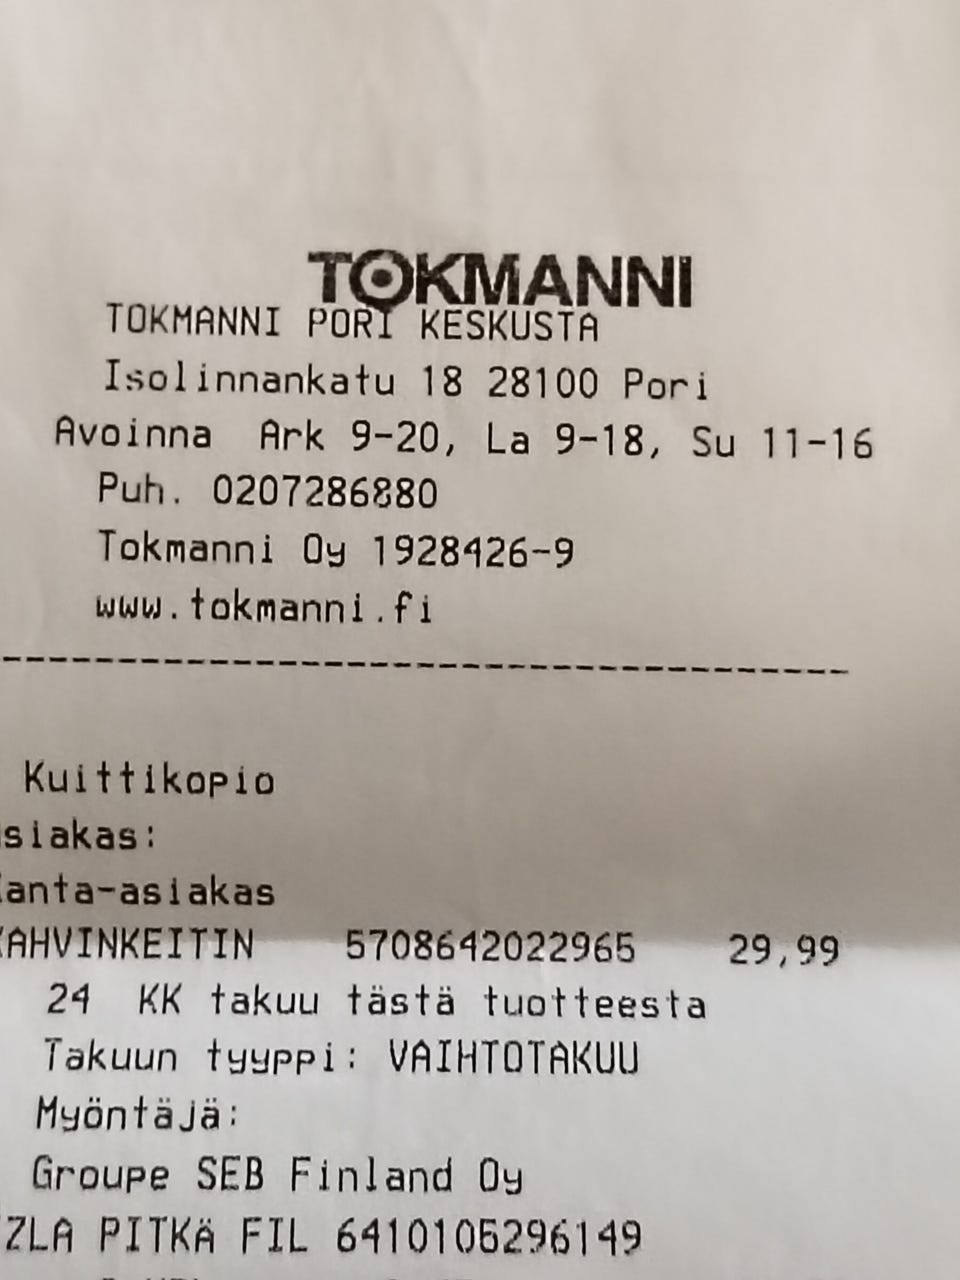 TOKMANNI
TOKMANNI PORI KESKUSTA
Isolinnankatu 18 28100 Pori
Avoinna Ark 9-20, La 9-18, Su 11-16
Puh. 0207286880
Tokmanni Oy 1928426-9
www.tokmanni.fi
Kuittikopio
siakas:
anta-asiakas
KAHVINKEITIN 5708642022965 29,99
24 KK takuu tästä tuotteesta
Takuun tyyppi: VAIHTOTAKUU
Myöntäjä:
Groupe SEB Finland Oy
ZLA PITKÄ FIL 6410105296149